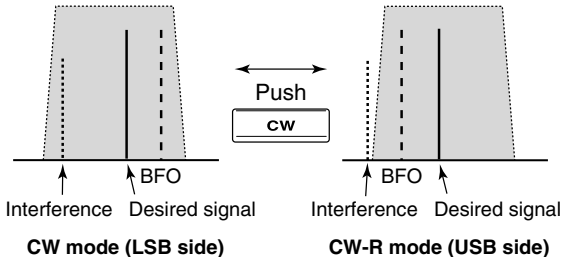 Push
CW
BFO
BFO
Interference Desired signal
Interference Desired signal
CW mode (LSB side)
CW-R mode (USB side)